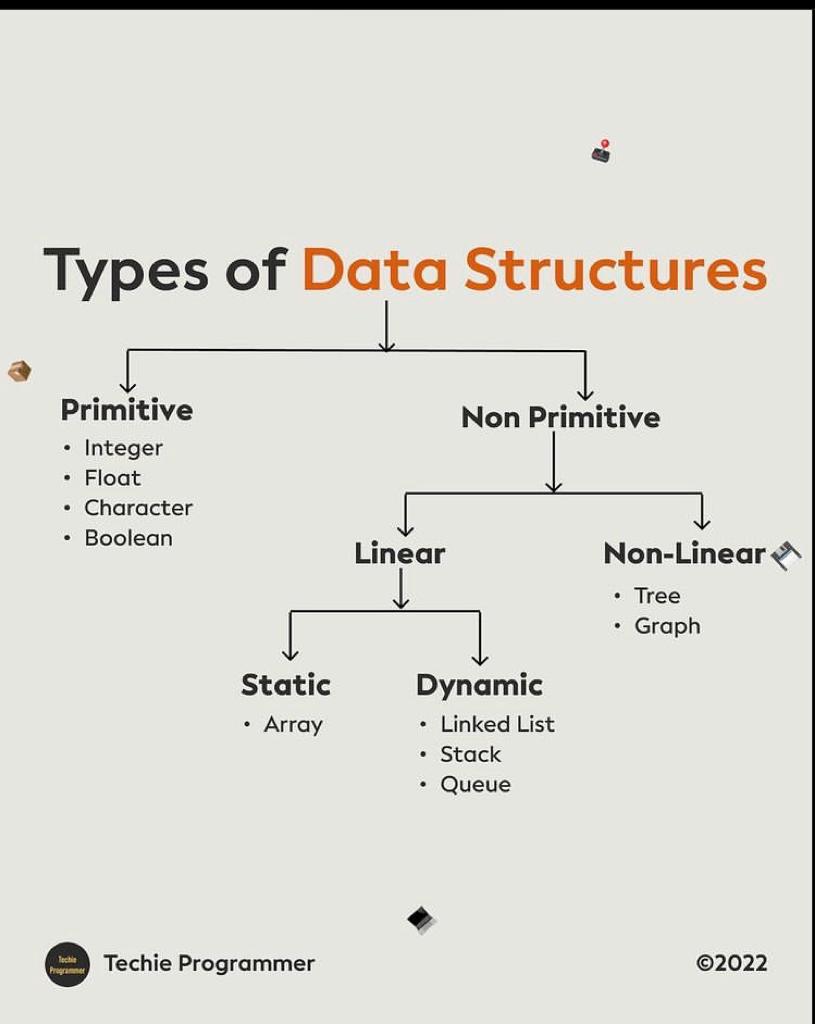 Types of Data Structures
Primitive
• Integer
• Float
• Character
• Boolean
Non Primitive
Linear
Non-Linear
• Tree
• Graph
Static
• Array
Dynamic
• Linked List
• Stack
• Queue
Techie
Programmer
Techie Programmer
©2022